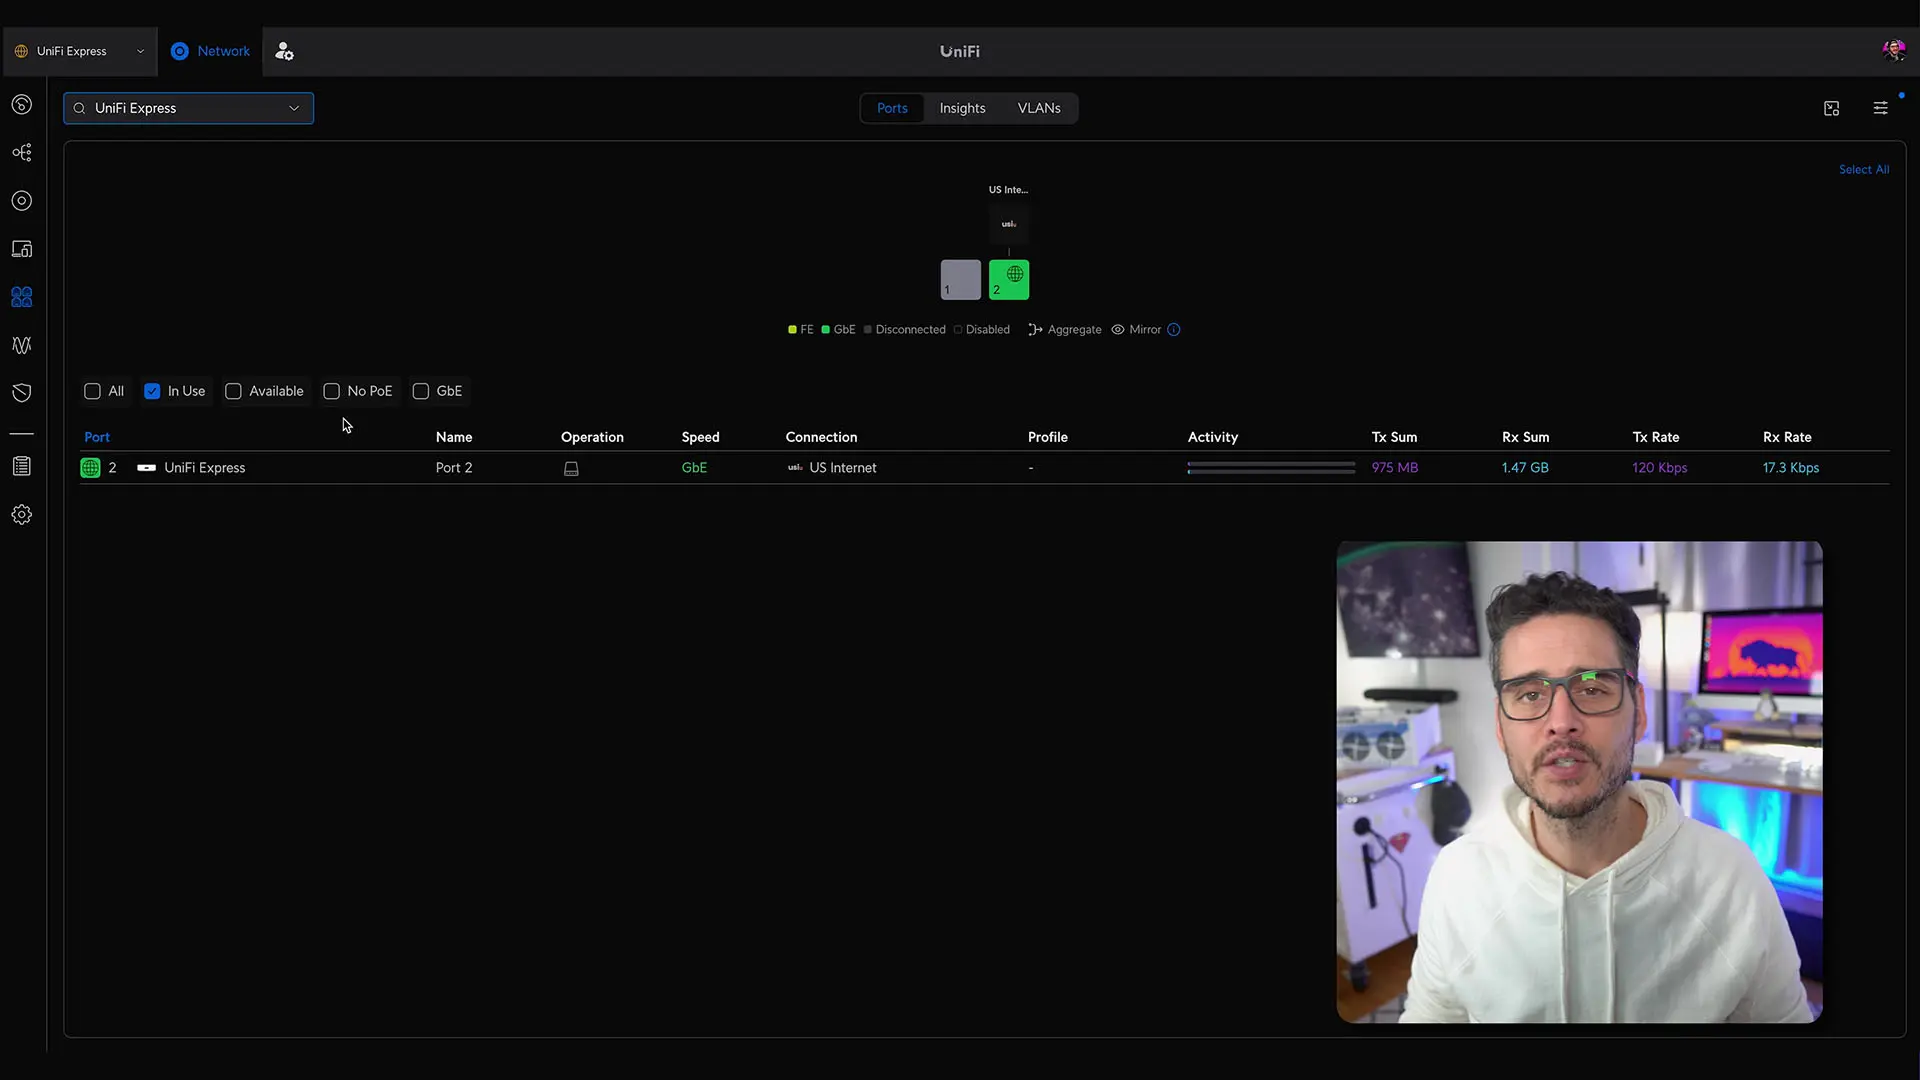 UniFi Express
Network
UniFi
UniFi Express
Ports
Insights
VLANs
Select All
US Inte...
usi
1
2
FE
GbE
Disconnected
Disabled
Aggregate
Mirror
All
In Use
Available
No PoE
GbE
Port
Name
Operation
Speed
Connection
Profile
Activity
Tx Sum
Rx Sum
Tx Rate
Rx Rate
2
UniFi Express
Port 2
GbE
usi
US Internet
-
975 MB
1.47 GB
120 Kbps
17.3 Kbps